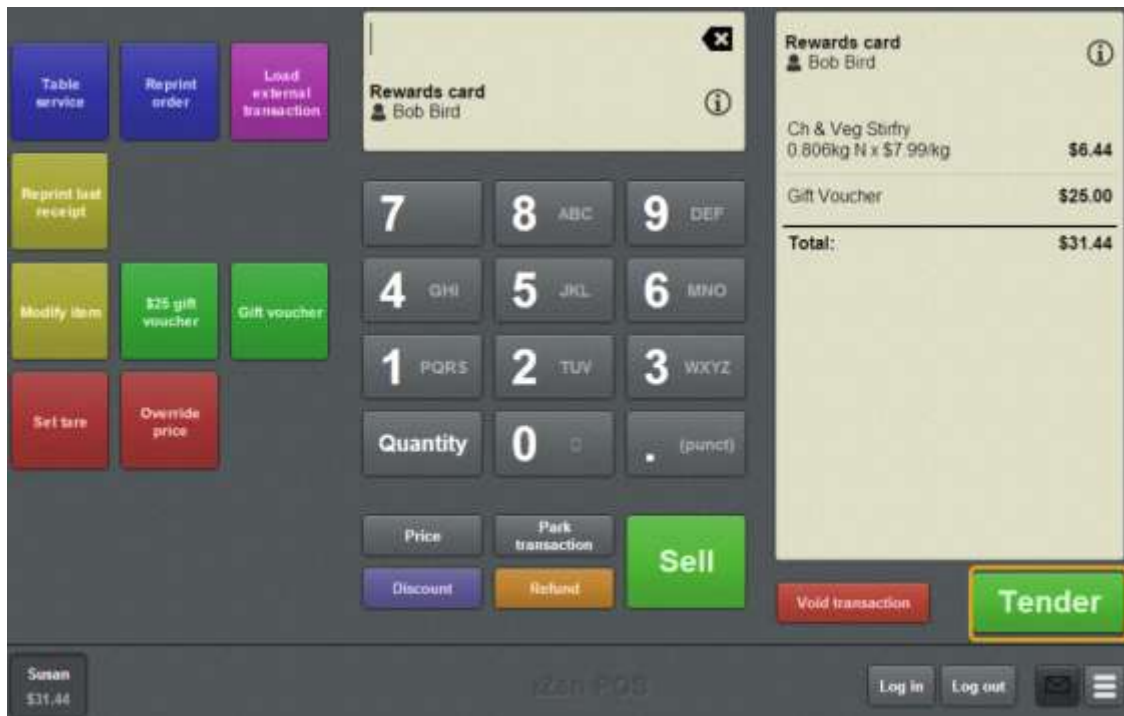 Table
service
Reprint
order
Load
external
transaction
Reprint last
receipt
Modify item
$25 gift
voucher
Gift voucher
Set tare
Override
price
Rewards card
Bob Bird
7
8 ABC
9 DEF
4 GHI
5 JKL
6 MNO
1 PQRS
2 TUV
3 WXYZ
Quantity
0
. (punct)
Price
Park
transaction
Discount
Refund
Sell
Rewards card
Bob Bird
Ch & Veg Stirfry
0.806kg N x $7.99/kg $6.44
Gift Voucher $25.00
Total: $31.44
Void transaction
Tender
Susan
$31.44
Log in
Log out